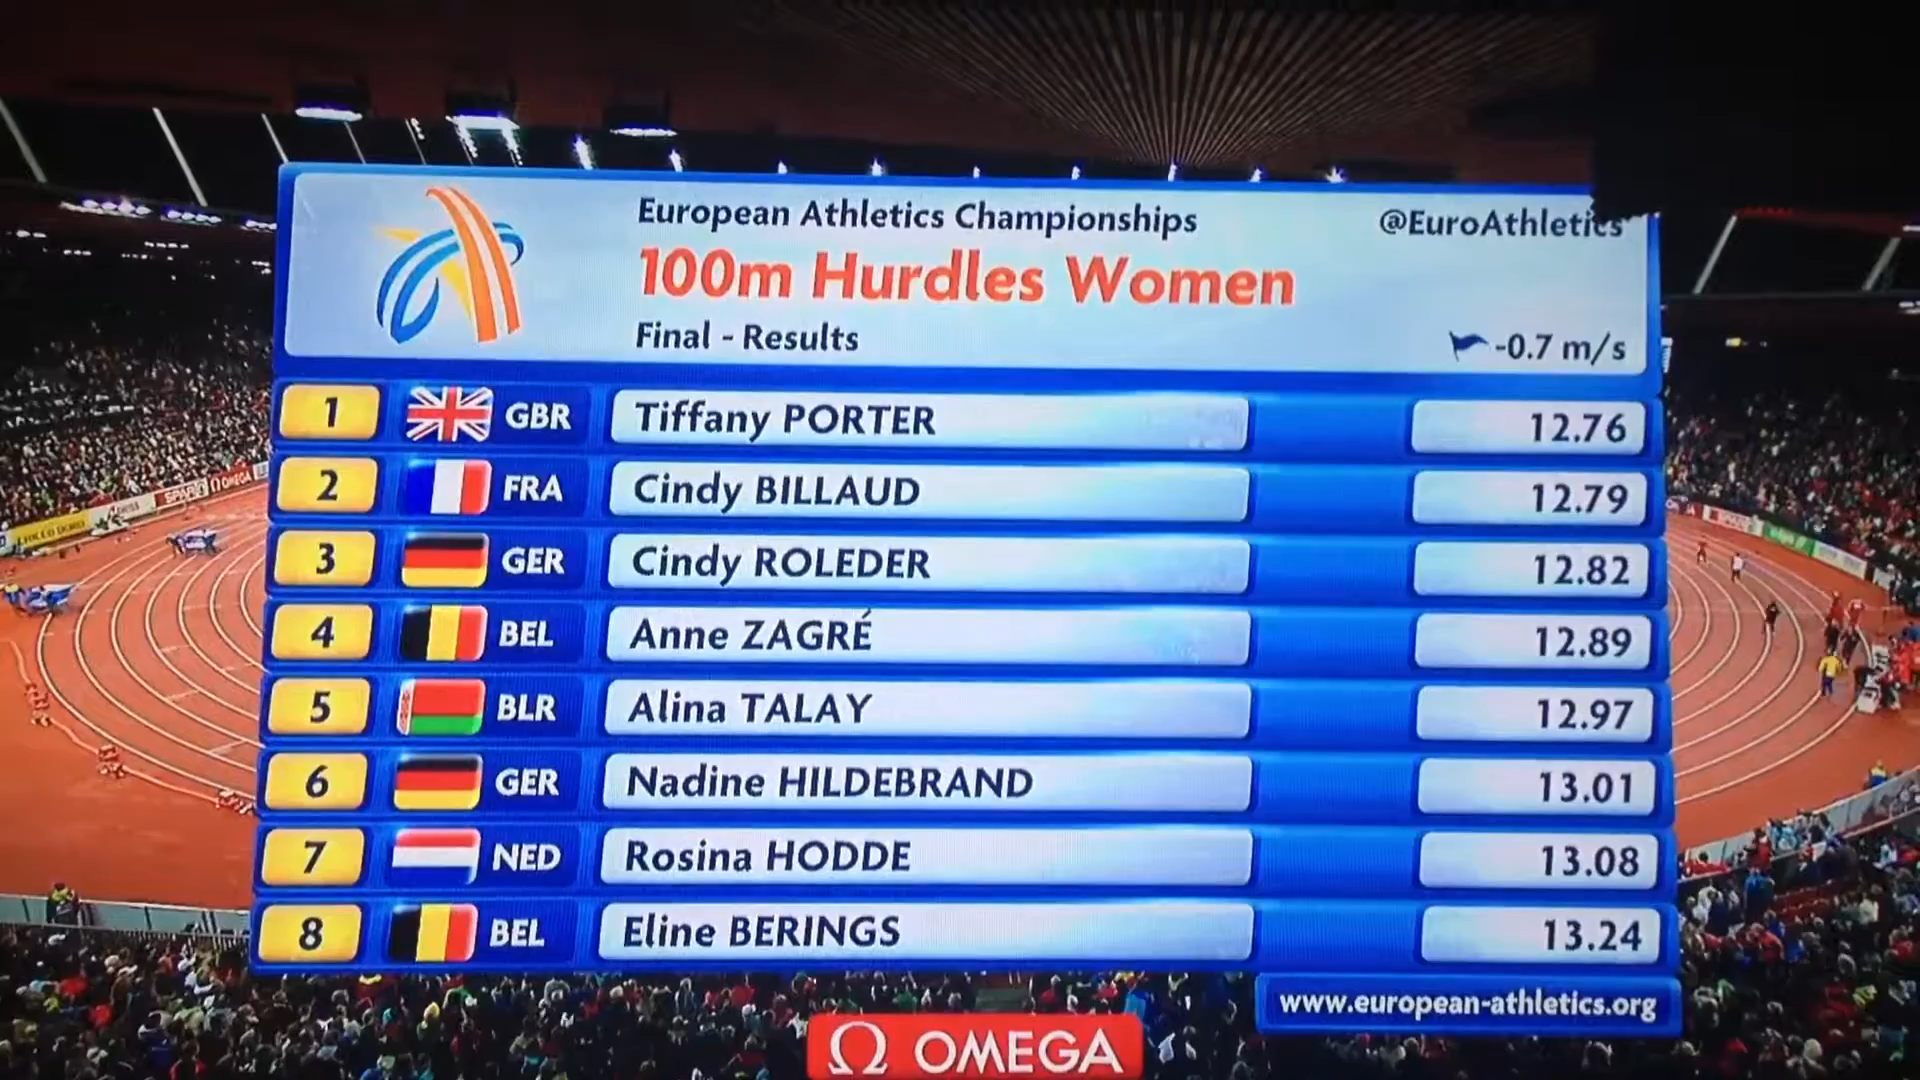 European Athletics Championships
@EuroAthletics
100m Hurdles Women
Final - Results
-0.7 m/s
1 GBR Tiffany PORTER 12.76
2 FRA Cindy BILLAUD 12.79
3 GER Cindy ROLEDER 12.82
4 BEL Anne ZAGRÉ 12.89
5 BLR Alina TALAY 12.97
6 GER Nadine HILDEBRAND 13.01
7 NED Rosina HODDE 13.08
8 BEL Eline BERINGS 13.24
www.european-athletics.org
Ω OMEGA
SPAR Ω OMEGA